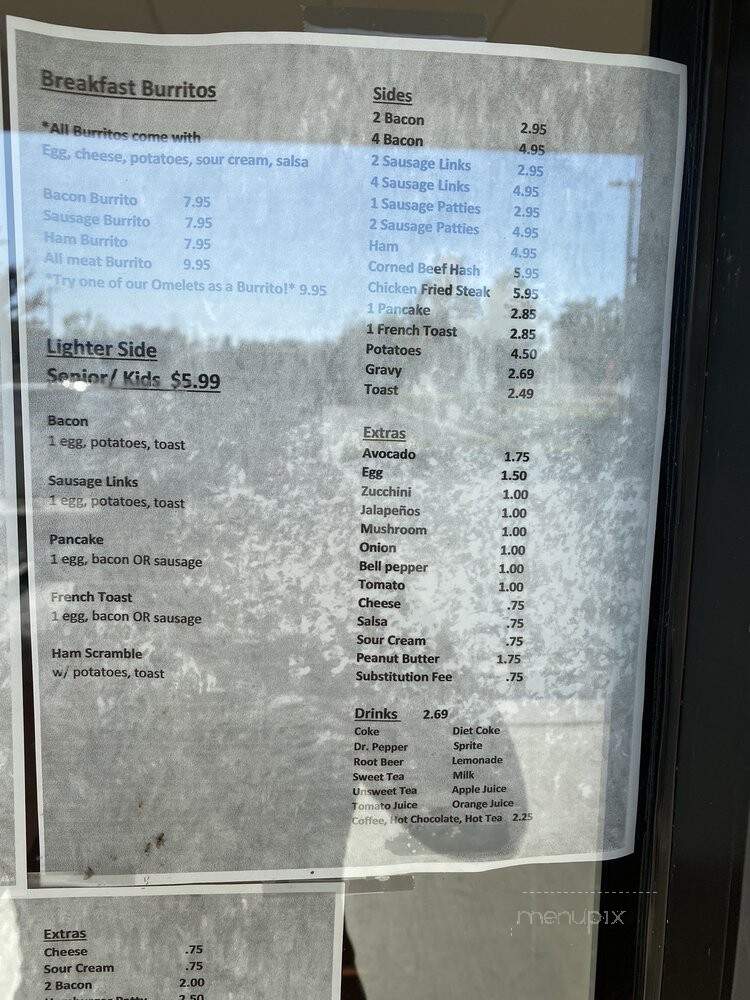 Breakfast Burritos
*All Burritos come with
Egg, cheese, potatoes, sour cream, salsa
Bacon Burrito 7.95
Sausage Burrito 7.95
Ham Burrito 7.95
All meat Burrito 9.95
*Try one of our Omelets as a Burrito!* 9.95
Lighter Side
Senior/ Kids $5.99
Bacon
1 egg, potatoes, toast
Sausage Links
1 egg, potatoes, toast
Pancake
1 egg, bacon OR sausage
French Toast
1 egg, bacon OR sausage
Ham Scramble
w/ potatoes, toast
Sides
2 Bacon 2.95
4 Bacon 4.95
2 Sausage Links 2.95
4 Sausage Links 4.95
1 Sausage Patties 2.95
2 Sausage Patties 4.95
Ham 4.95
Corned Beef Hash 5.95
Chicken Fried Steak 5.95
1 Pancake 2.85
1 French Toast 2.85
Potatoes 4.50
Gravy 2.69
Toast 2.49
Extras
Avocado 1.75
Egg 1.50
Zucchini 1.00
Jalapeños 1.00
Mushroom 1.00
Onion 1.00
Bell pepper 1.00
Tomato 1.00
Cheese .75
Salsa .75
Sour Cream .75
Peanut Butter 1.75
Substitution Fee .75
Drinks 2.69
Coke Diet Coke
Dr. Pepper Sprite
Root Beer Lemonade
Sweet Tea Milk
Unsweet Tea Apple Juice
Tomato Juice Orange Juice
Coffee, Hot Chocolate, Hot Tea 2.25
Extras
Cheese .75
Sour Cream .75
2 Bacon 2.00
Hamburger Patty 2.50
menupix